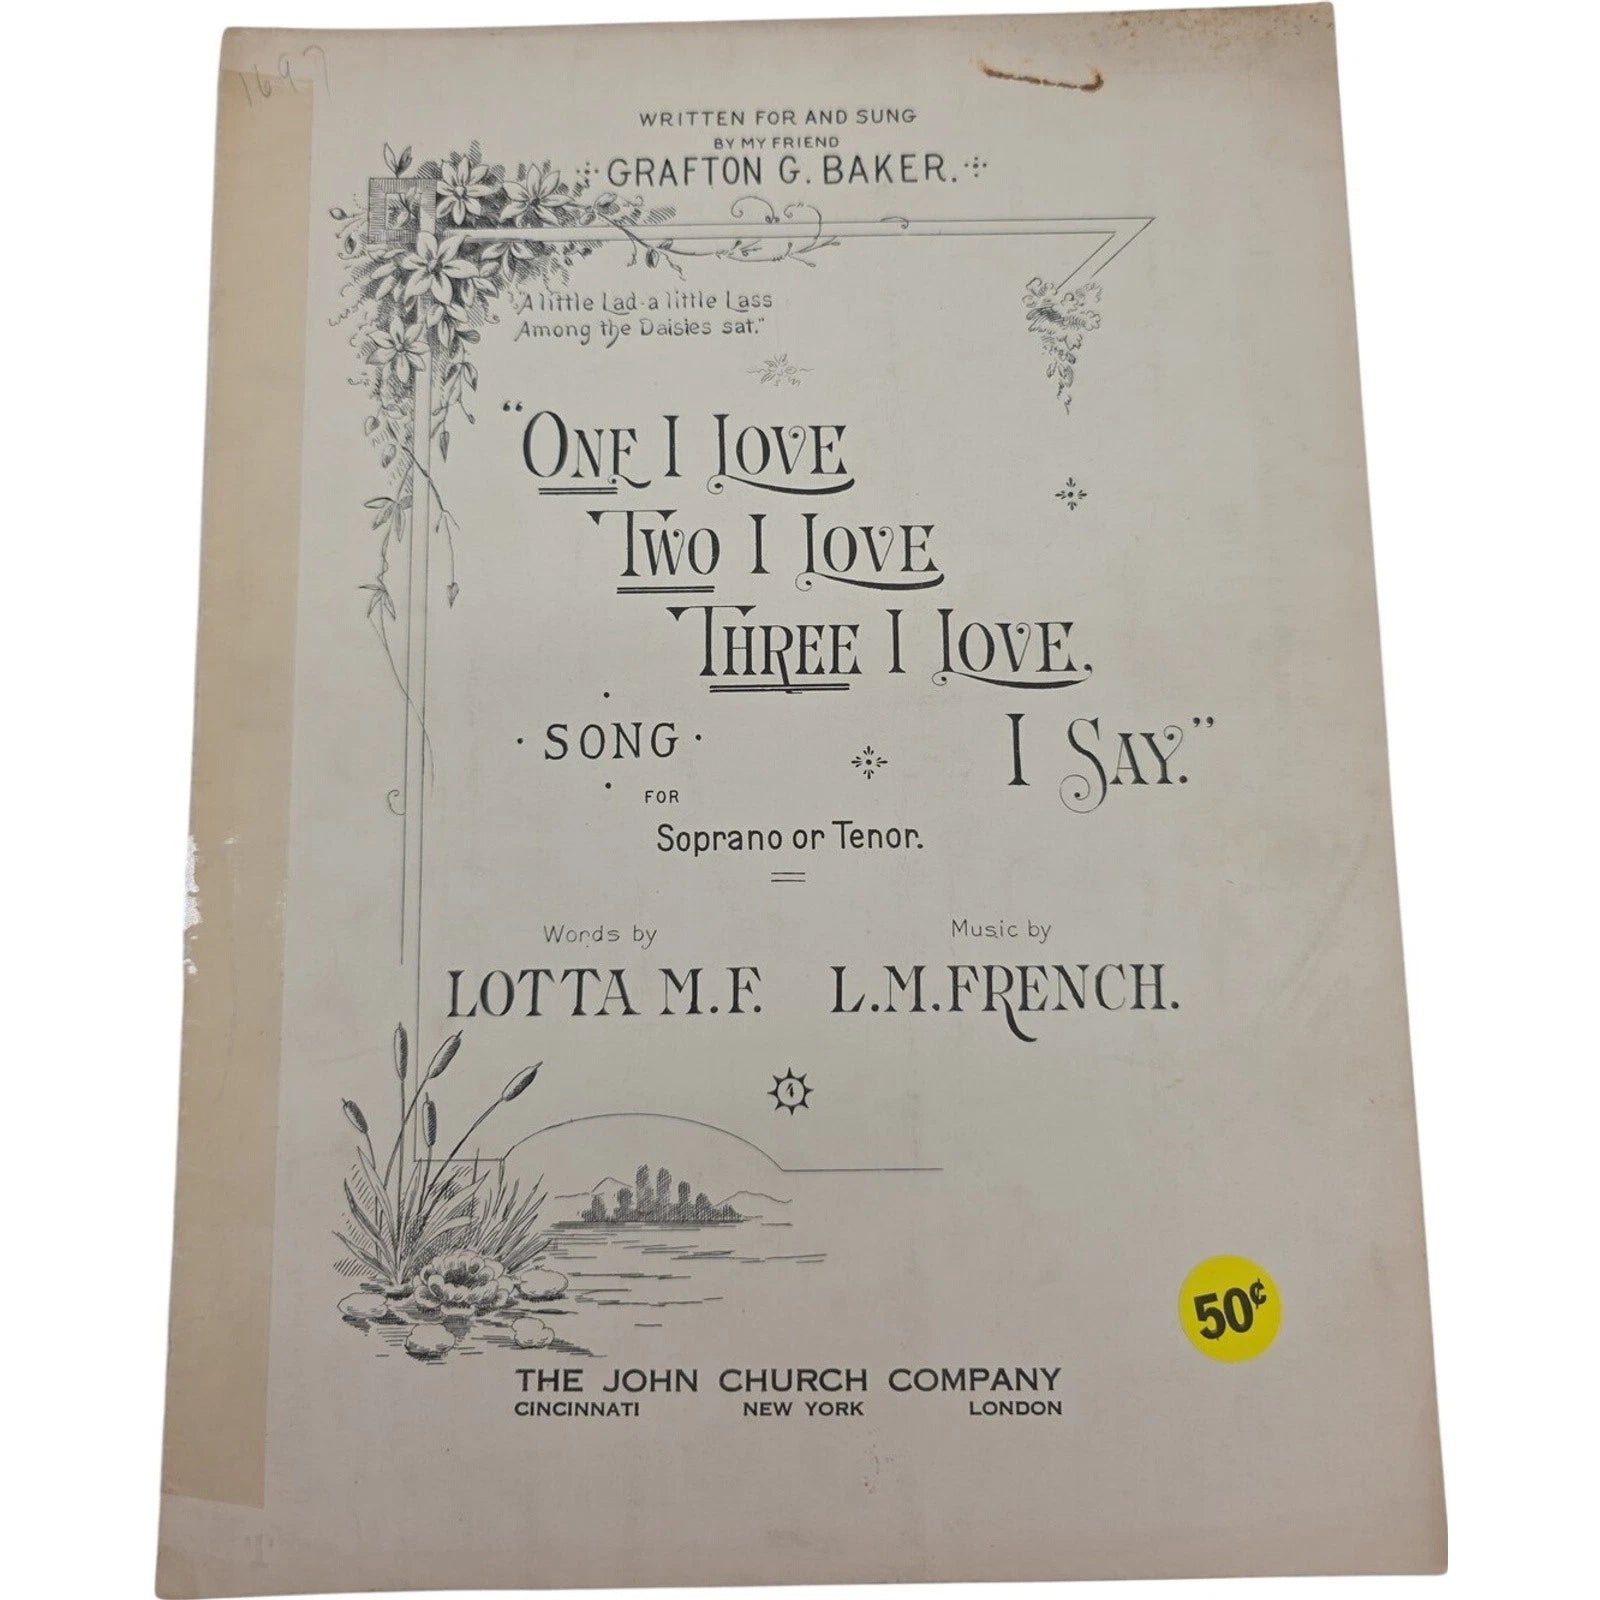 1697
WRITTEN FOR AND SUNG
BY MY FRIEND
GRAFTON G. BAKER.
"A little Lad-a little Lass
Among the Daisies sat."
"ONE I LOVE
TWO I LOVE
THREE I LOVE,
I SAY."
SONG
FOR
Soprano or Tenor.
Words by
LOTTA M.F.
Music by
L.M.FRENCH.
4
50¢
THE JOHN CHURCH COMPANY
CINCINNATI NEW YORK LONDON